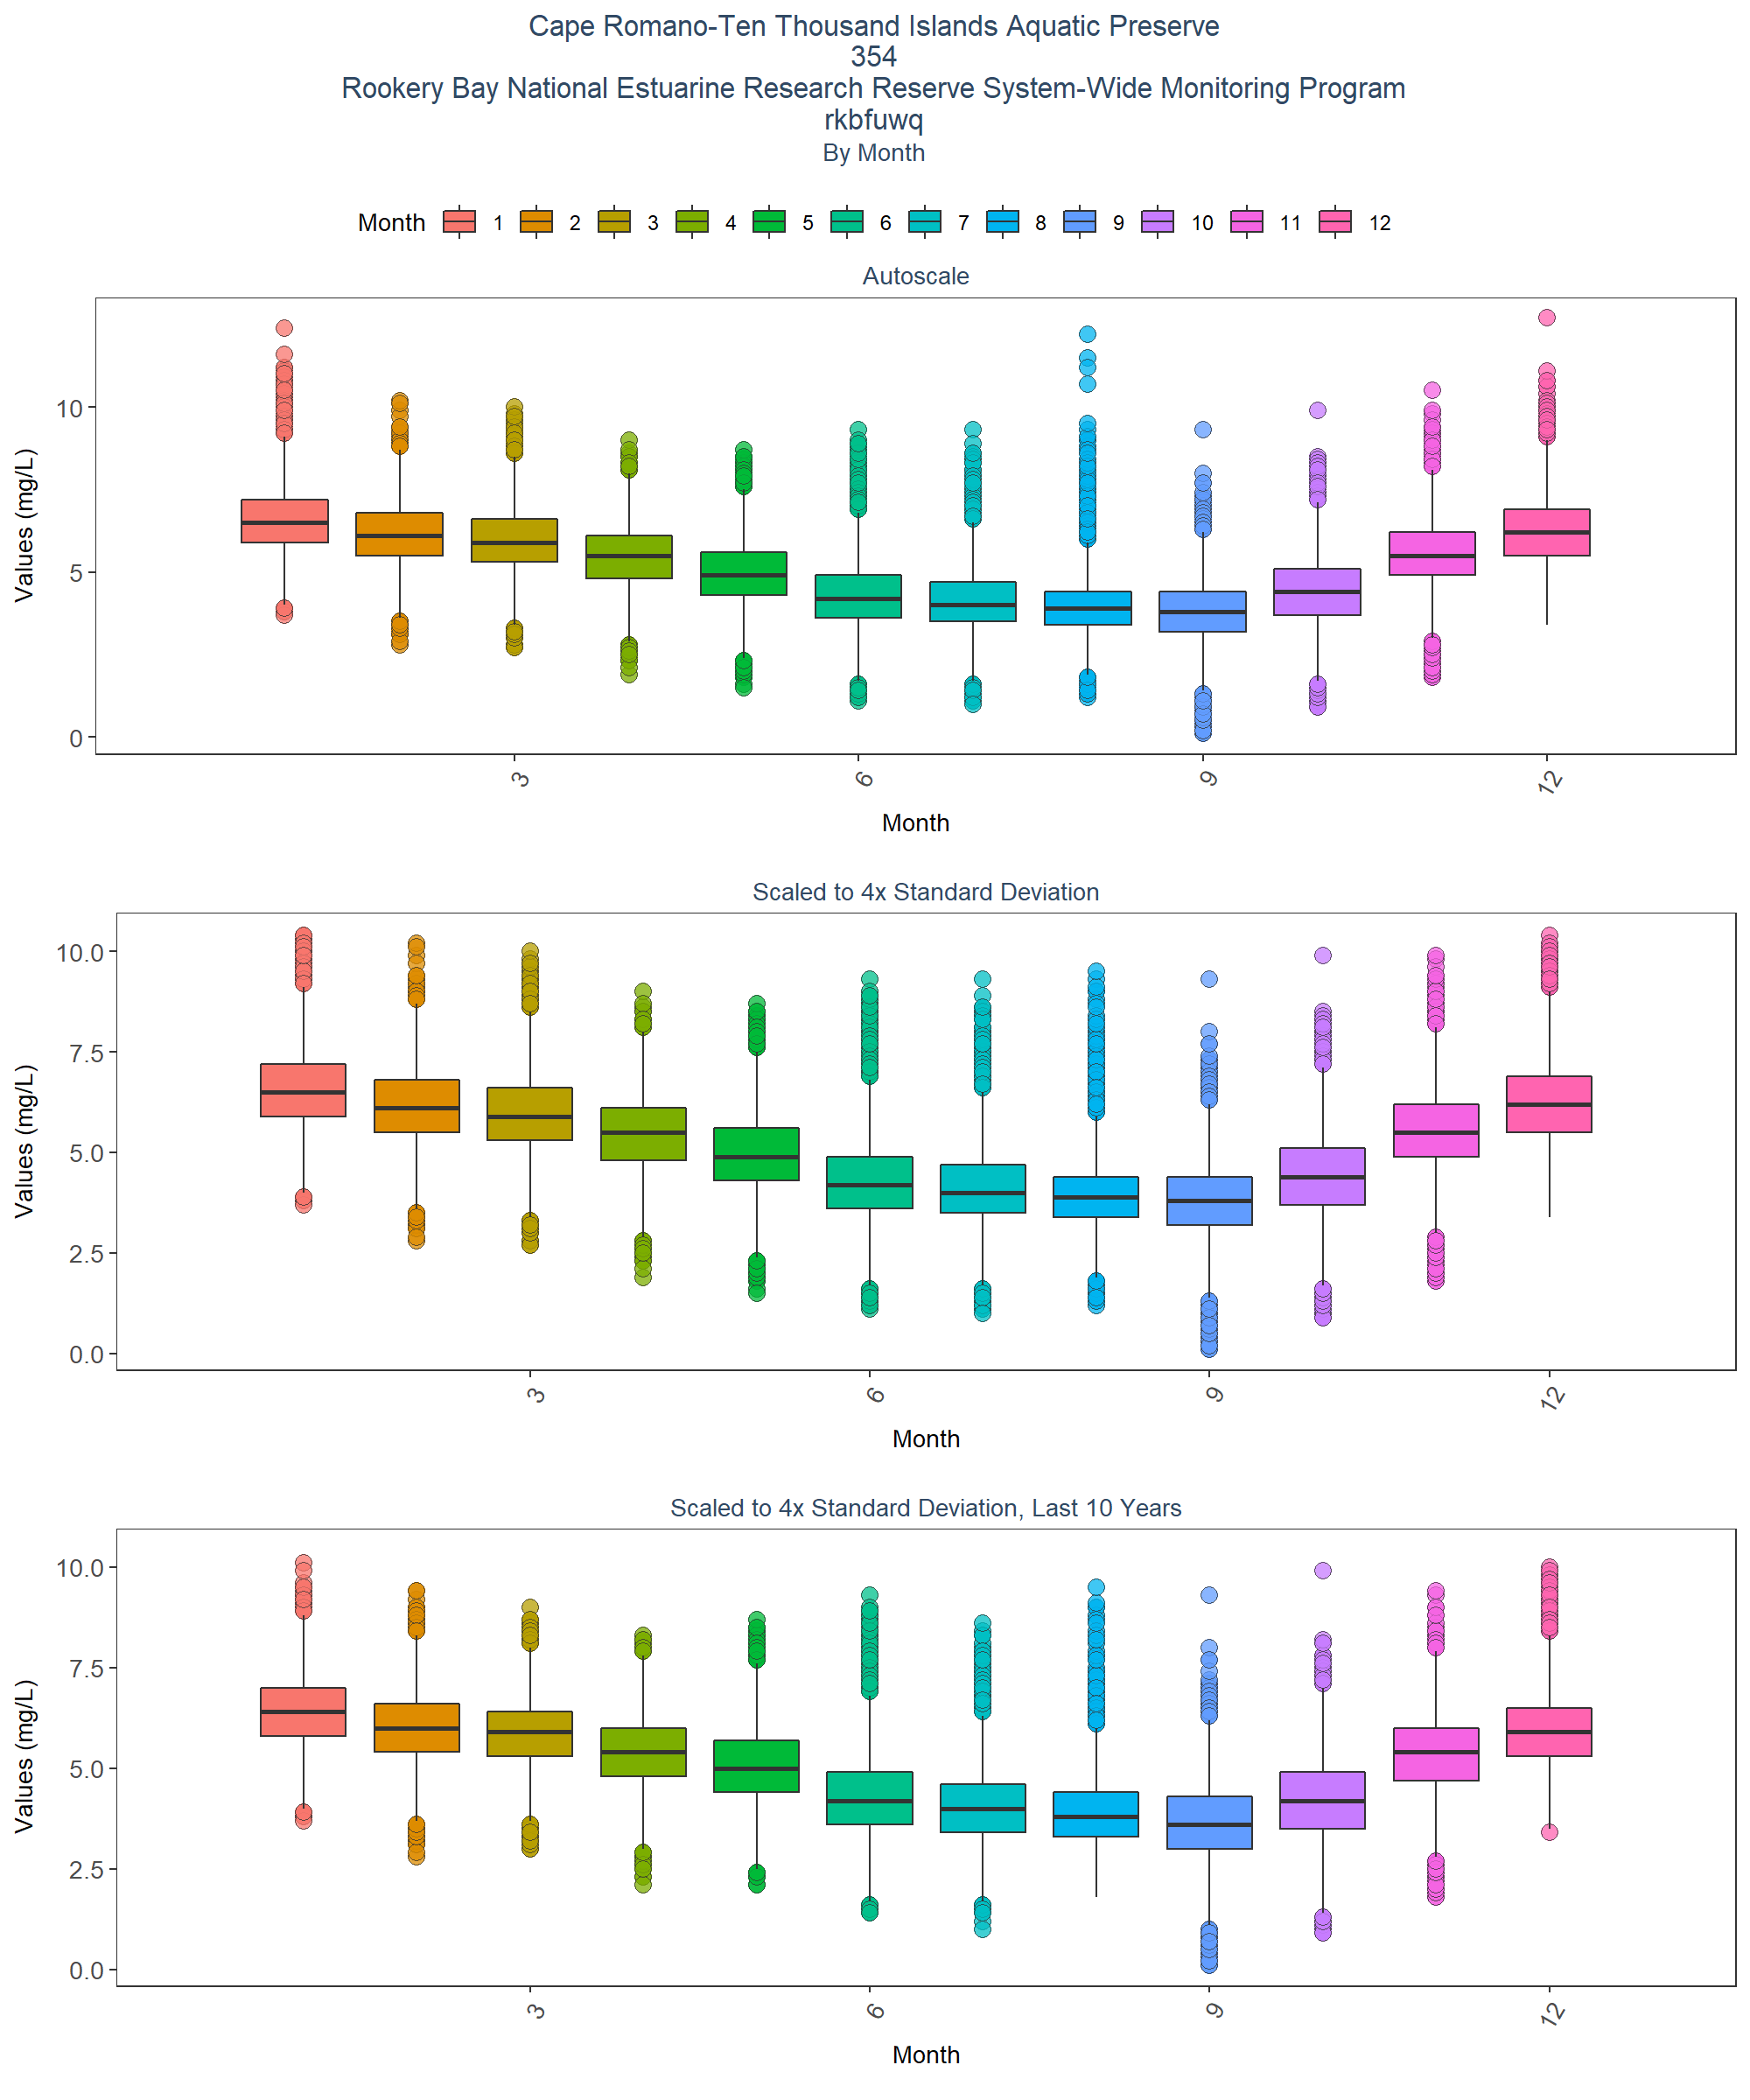 Cape Romano-Ten Thousand Islands Aquatic Preserve
354
Rookery Bay National Estuarine Research Reserve System-Wide Monitoring Program
rkbfuwq
By Month
Month 1 2 3 4 5 6 7 8 9 10 11 12
Autoscale
Values (mg/L)
10
5
0
3 6 9 12
Month
Scaled to 4x Standard Deviation
Values (mg/L)
10.0
7.5
5.0
2.5
0.0
3 6 9 12
Month
Scaled to 4x Standard Deviation, Last 10 Years
Values (mg/L)
10.0
7.5
5.0
2.5
0.0
3 6 9 12
Month